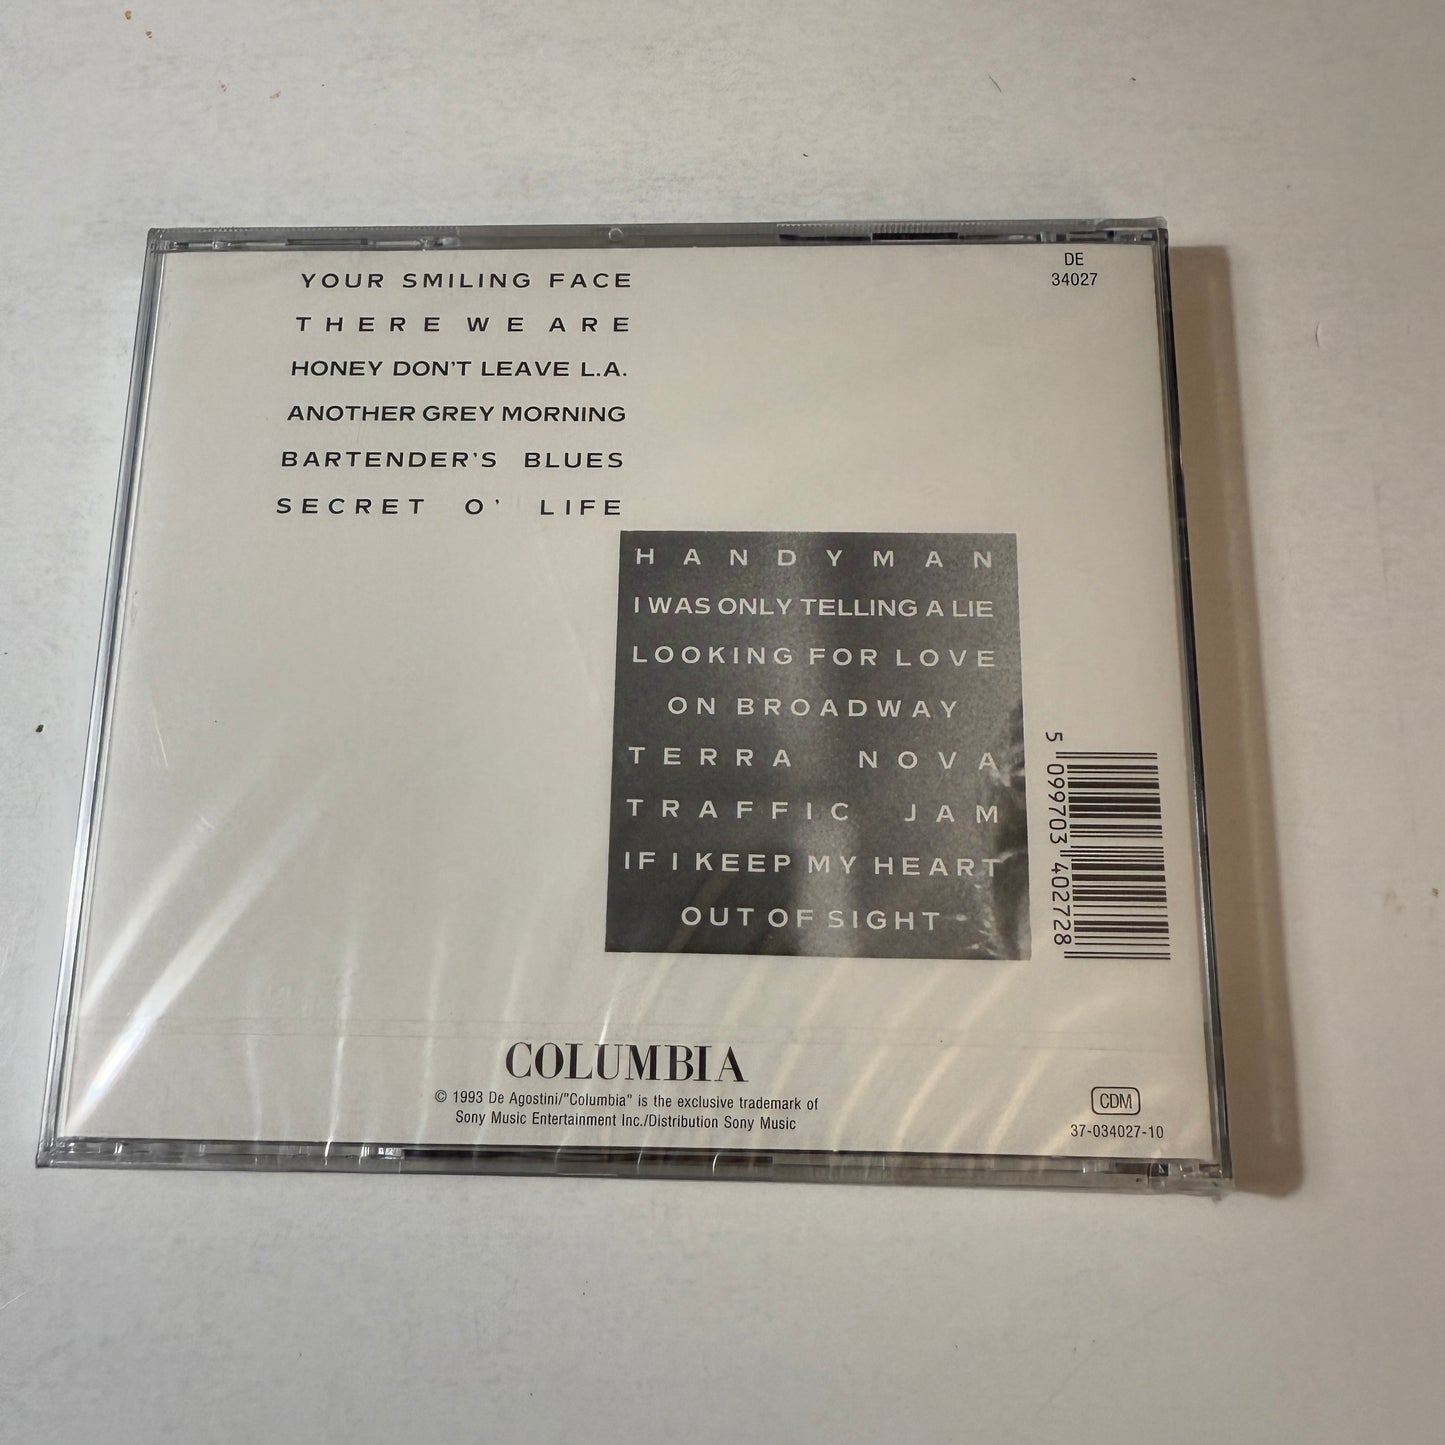 YOUR SMILING FACE
THERE WE ARE
HONEY DON'T LEAVE L.A.
ANOTHER GREY MORNING
BARTENDER'S BLUES
SECRET O' LIFE
DE
34027
HANDYMAN
I WAS ONLY TELLING A LIE
LOOKING FOR LOVE
ON BROADWAY
TERRA NOVA
TRAFFIC JAM
IF I KEEP MY HEART
OUT OF SIGHT
5 099703 402728
COLUMBIA
© 1993 De Agostini/"Columbia" is the exclusive trademark of
Sony Music Entertainment Inc./Distribution Sony Music
CDM
37-034027-10